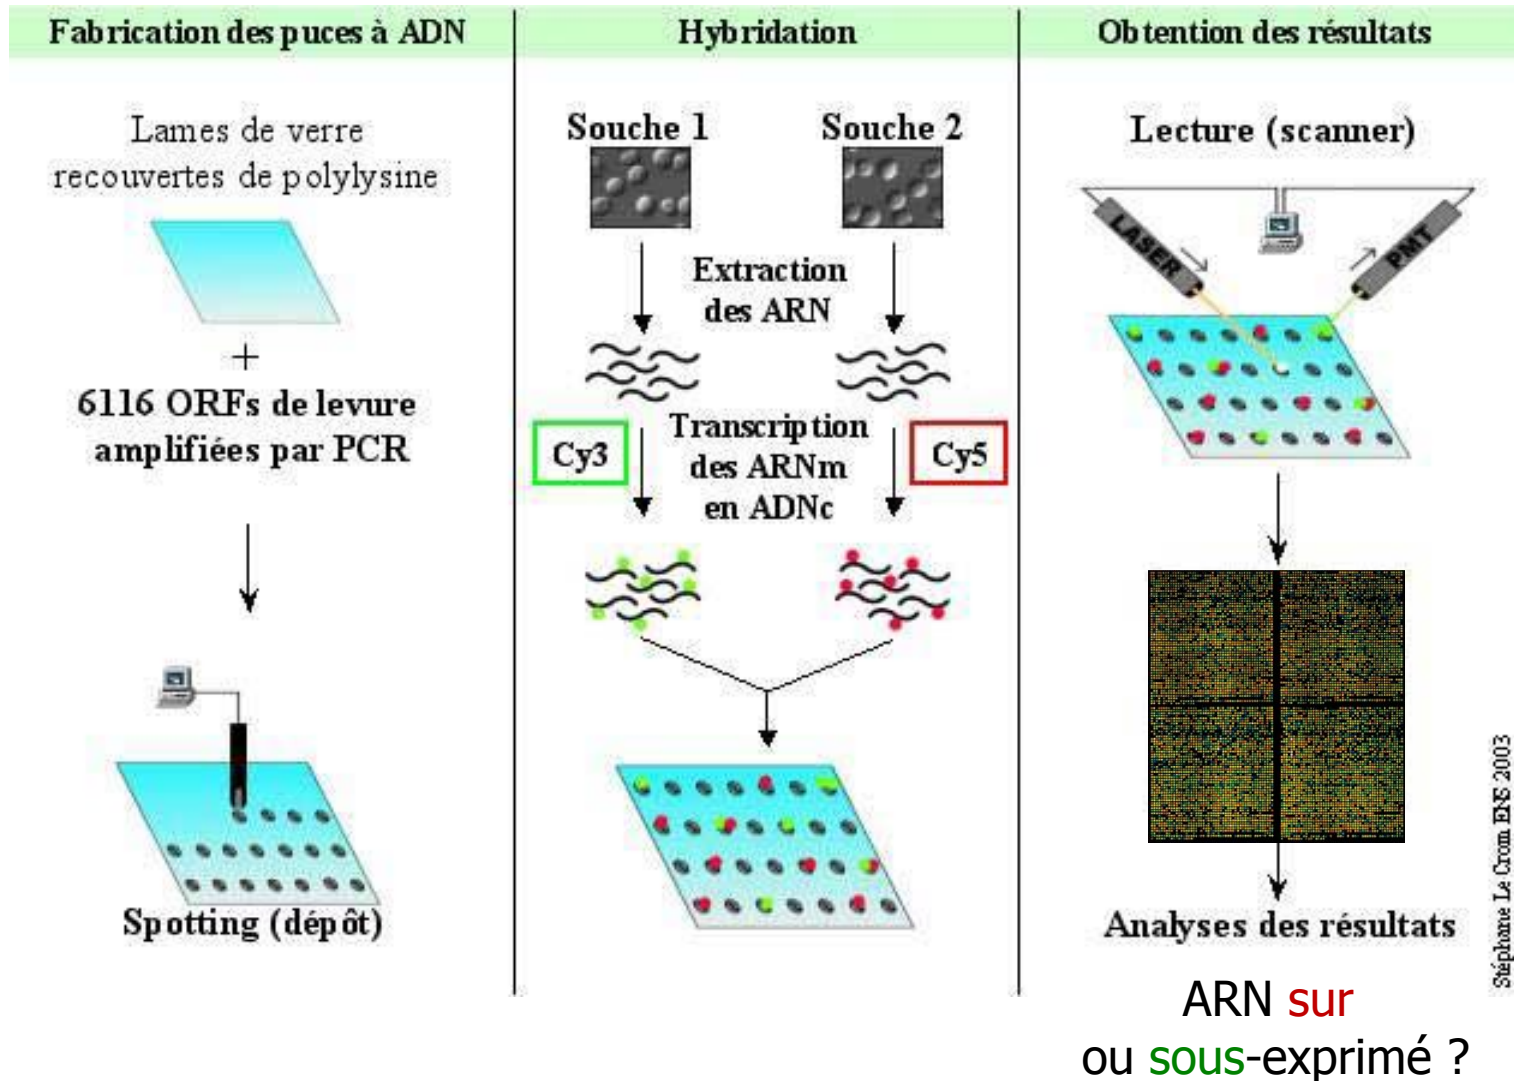 Fabrication des puces à ADN
Lames de verre
recouvertes de polylysine
+
6116 ORFs de levure
amplifiées par PCR
Spotting (dépôt)
Hybridation
Souche 1
Souche 2
Extraction
des ARN
Cy3
Transcription
des ARNm
en ADNc
Cy5
Obtention des résultats
Lecture (scanner)
LASER
PMT
Analyses des résultats
ARN sur
ou sous-exprimé ?
Stéphane Le Crom ENS 2003